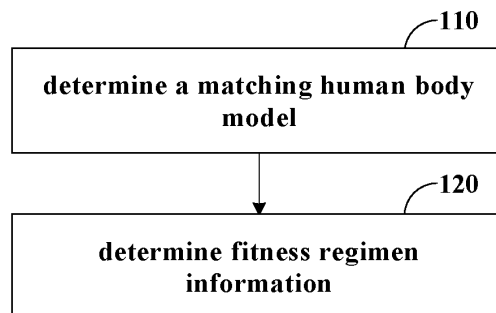 110
determine a matching human body
model
120
determine fitness regimen
information